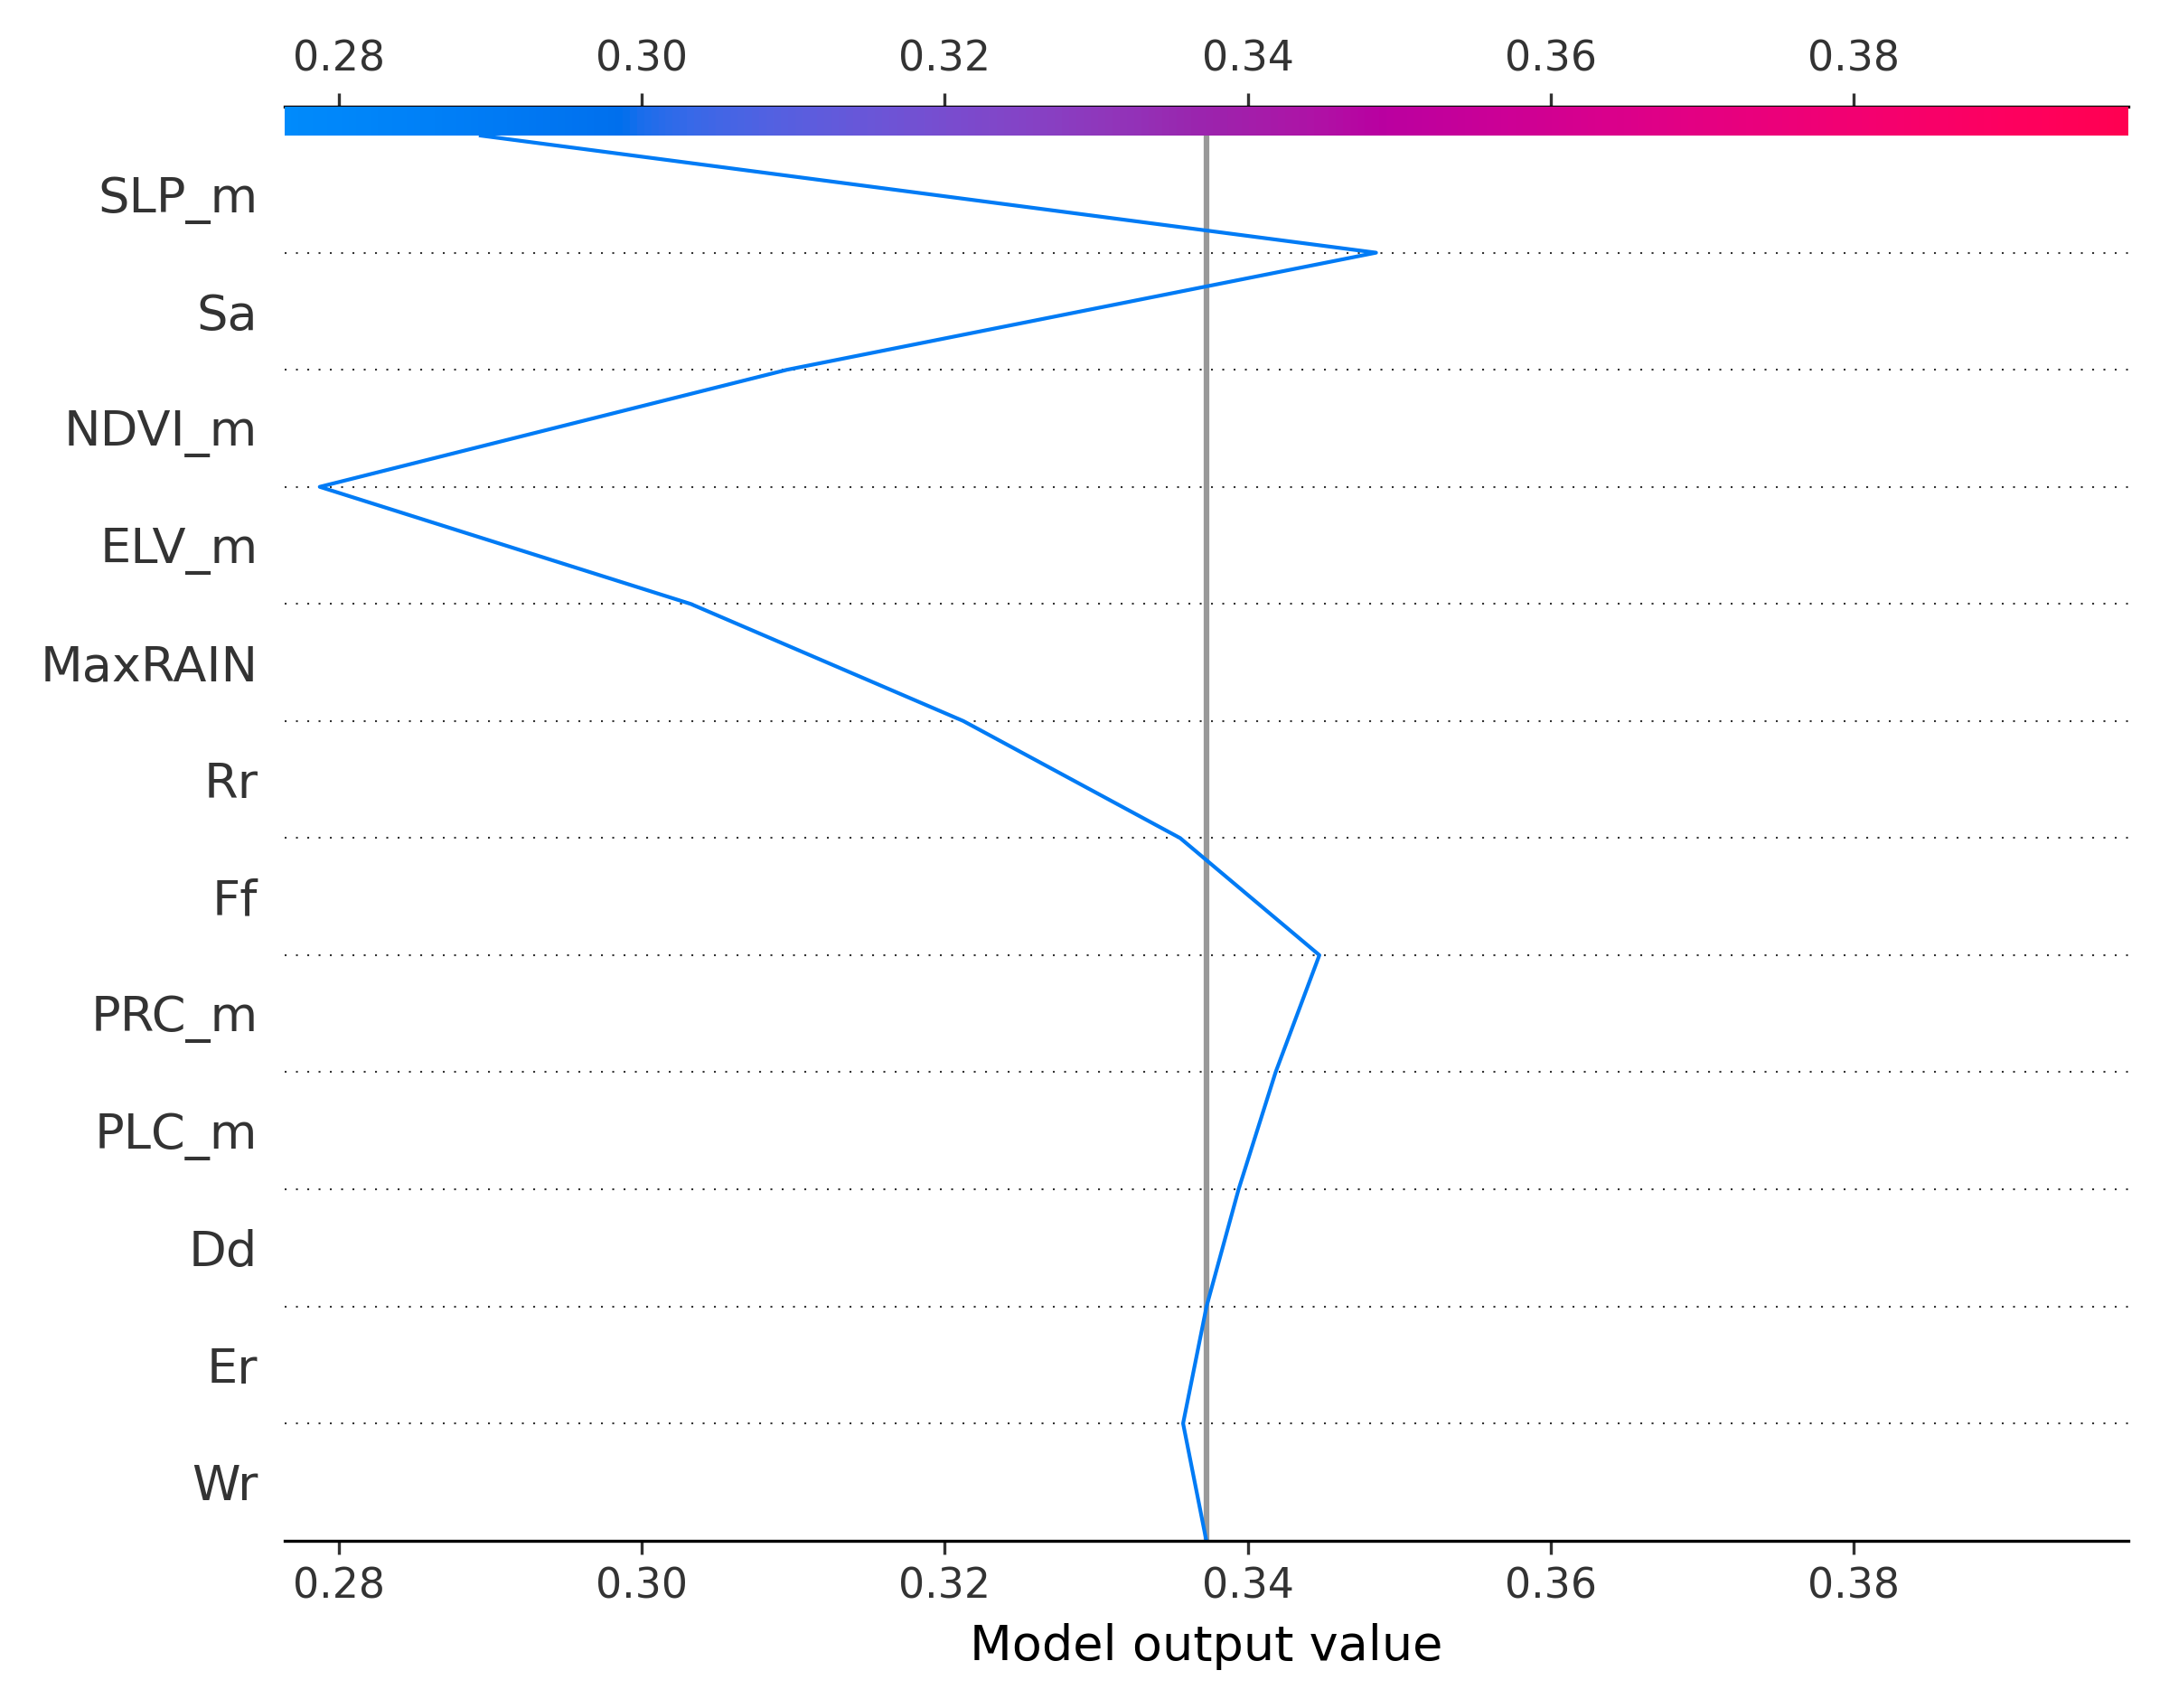 0.28 0.30 0.32 0.34 0.36 0.38
SLP_m
Sa
NDVI_m
ELV_m
MaxRAIN
Rr
Ff
PRC_m
PLC_m
Dd
Er
Wr
0.28 0.30 0.32 0.34 0.36 0.38
Model output value